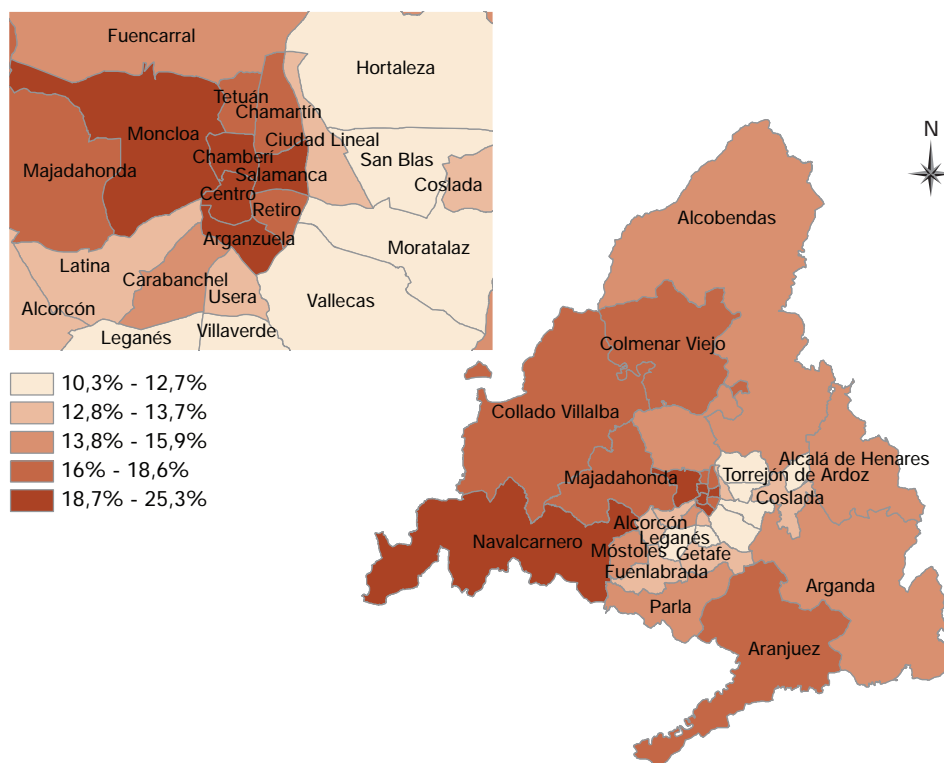 Fuencarral
Hortaleza
Tetuán
Chamartín
Moncloa
Ciudad Lineal
Chamberí
San Blas
Majadahonda
Salamanca
Coslada
Centro
Retiro
Arganzuela
Moratalaz
Latina
Carabanchel
Usera
Vallecas
Alcorcón
Villaverde
Leganés
10,3% - 12,7%
12,8% - 13,7%
13,8% - 15,9%
16% - 18,6%
18,7% - 25,3%
N
Alcobendas
Colmenar Viejo
Collado Villalba
Alcalá de Henares
Majadahonda
Torrejón de Ardoz
Coslada
Alcorcón
Navalcarnero
Leganés
Móstoles
Getafe
Fuenlabrada
Arganda
Parla
Aranjuez